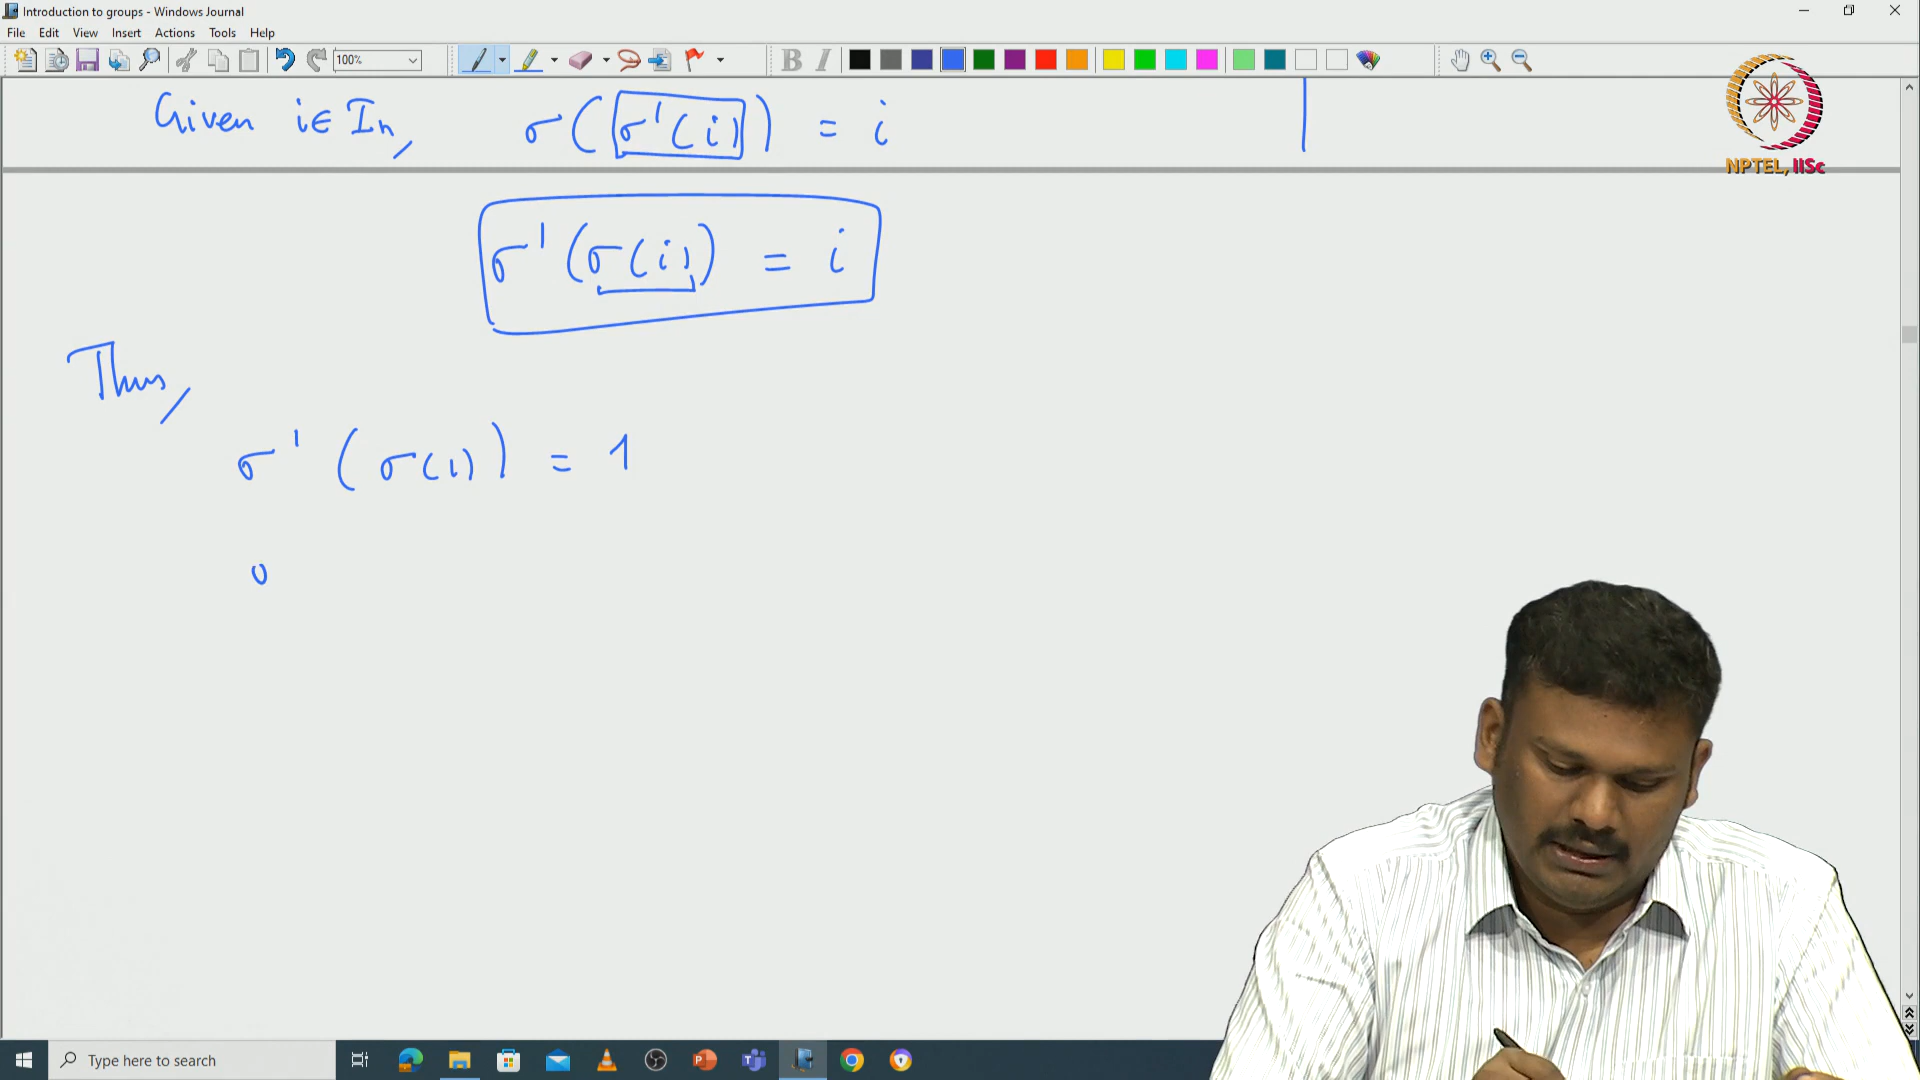 Introduction to groups - Windows Journal
File Edit View Insert Actions Tools Help
100%
B I
NPTEL, IISc
Given i∈ In, σ(σ'(i)) = i
σ'(σ(i)) = i
Thus,
σ'(σ(1)) = 1
Type here to search